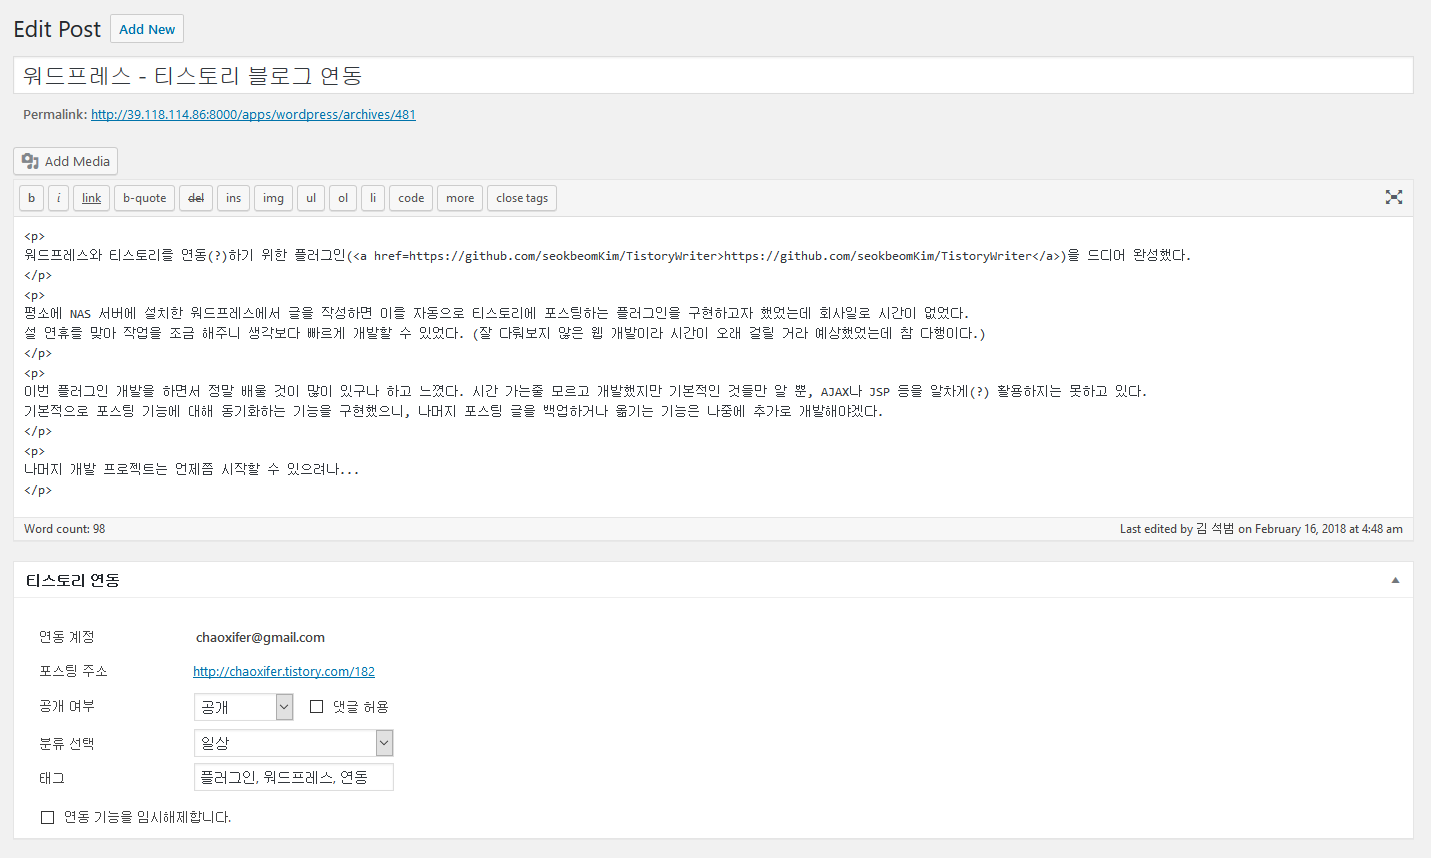 Edit Post Add New
워드프레스 - 티스토리 블로그 연동
Permalink: http://39.118.114.86:8000/apps/wordpress/archives/481
Add Media
b i link b-quote del ins img ul ol li code more close tags
<p>
워드프레스와 티스토리를 연동(?)하기 위한 플러그인(<a href=https://github.com/seokbeomKim/TistoryWriter>https://github.com/seokbeomKim/TistoryWriter</a>)을 드디어 완성했다.
</p>
<p>
평소에 NAS 서버에 설치한 워드프레스에서 글을 작성하면 이를 자동으로 티스토리에 포스팅하는 플러그인을 구현하고자 했었는데 회사일로 시간이 없었다.
설 연휴를 맞아 작업을 조금 해주니 생각보다 빠르게 개발할 수 있었다. (잘 다뤄보지 않은 웹 개발이라 시간이 오래 걸릴 거라 예상했었는데 참 다행이다.)
</p>
<p>
이번 플러그인 개발을 하면서 정말 배울 것이 많이 있구나 하고 느꼈다. 시간 가는줄 모르고 개발했지만 기본적인 것들만 알 뿐, AJAX나 JSP 등을 알차게(?) 활용하지는 못하고 있다.
기본적으로 포스팅 기능에 대해 동기화하는 기능을 구현했으니, 나머지 포스팅 글을 백업하거나 옮기는 기능은 나중에 추가로 개발해야겠다.
</p>
<p>
나머지 개발 프로젝트는 언제쯤 시작할 수 있으려나...
</p>
Word count: 98 Last edited by 김 석범 on February 16, 2018 at 4:48 am
티스토리 연동
연동 계정 chaoxifer@gmail.com
포스팅 주소 http://chaoxifer.tistory.com/182
공개 여부 공개 댓글 허용
분류 선택 일상
태그 플러그인, 워드프레스, 연동
연동 기능을 임시해제합니다.